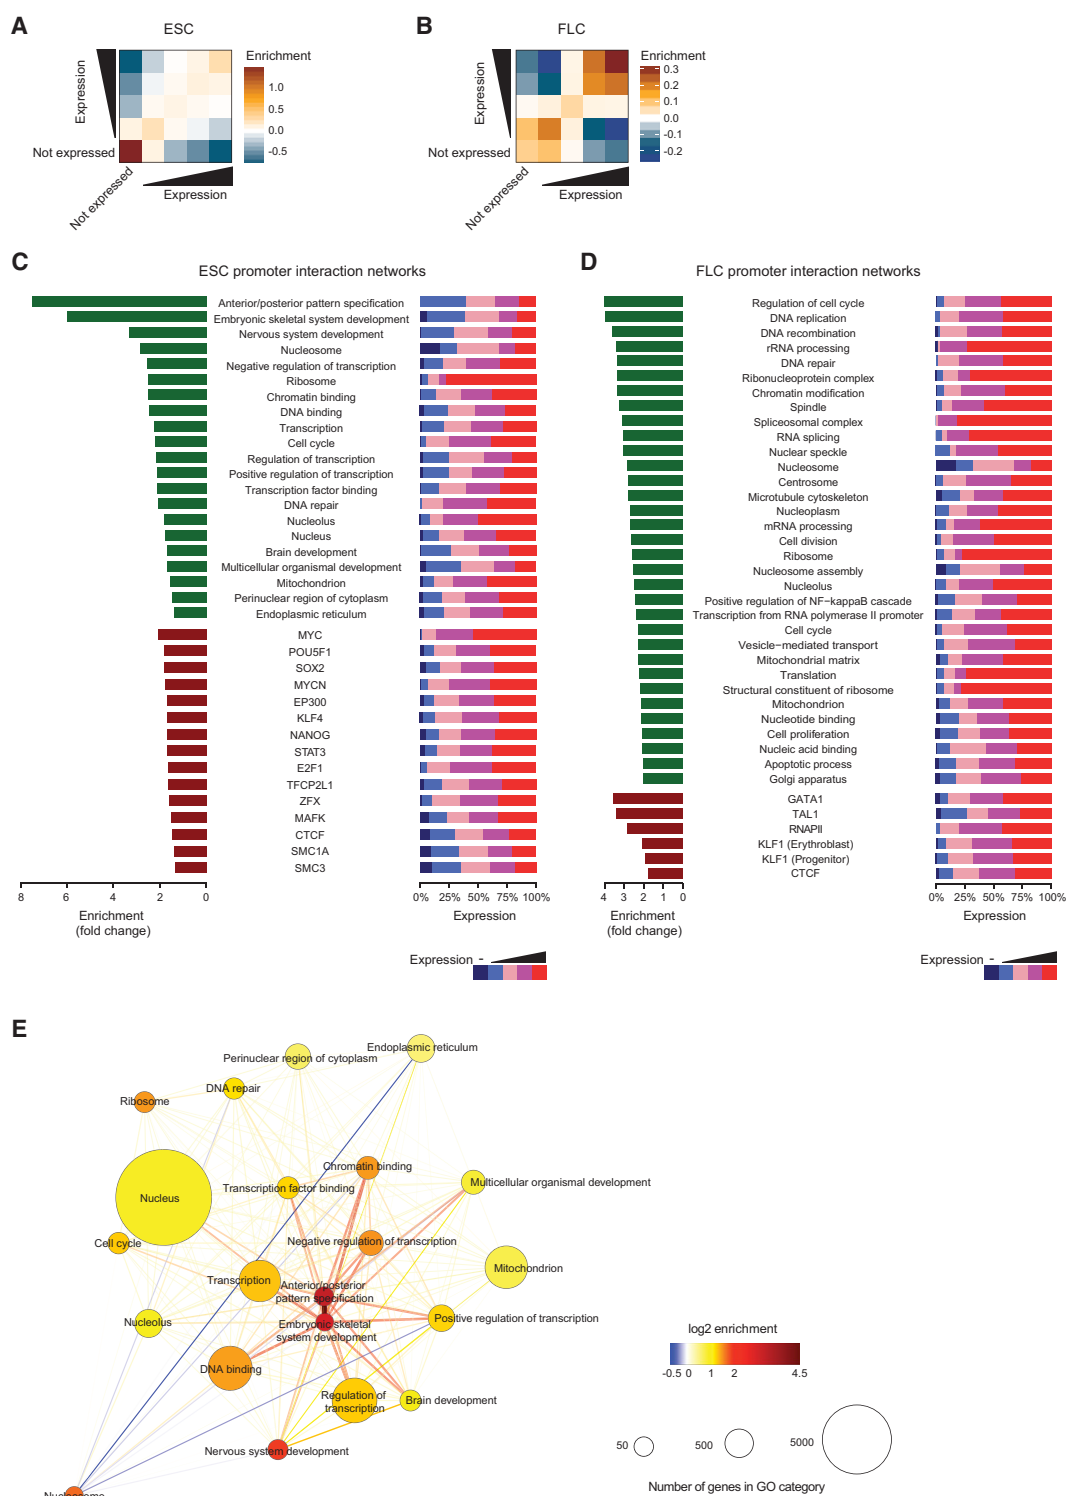 A
ESC
Enrichment
Expression
1.0
0.5
0.0
-0.5
Not expressed
Not expressed
Expression
B
FLC
Enrichment
Expression
0.3
0.2
0.1
0.0
-0.1
-0.2
Not expressed
Not expressed
Expression
C
ESC promoter interaction networks
Anterior/posterior pattern specification
Embryonic skeletal system development
Nervous system development
Nucleosome
Negative regulation of transcription
Ribosome
Chromatin binding
DNA binding
Transcription
Cell cycle
Regulation of transcription
Positive regulation of transcription
Transcription factor binding
DNA repair
Nucleolus
Nucleus
Brain development
Multicellular organismal development
Mitochondrion
Perinuclear region of cytoplasm
Endoplasmic reticulum
MYC
POU5F1
SOX2
MYCN
EP300
KLF4
NANOG
STAT3
E2F1
TFCP2L1
ZFX
MAFK
CTCF
SMC1A
SMC3
8 6 4 2 0
Enrichment
(fold change)
0% 25% 50% 75% 100%
Expression
Expression -
D
FLC promoter interaction networks
Regulation of cell cycle
DNA replication
DNA recombination
rRNA processing
DNA repair
Ribonucleoprotein complex
Chromatin modification
Spindle
Spliceosomal complex
RNA splicing
Nuclear speckle
Nucleosome
Centrosome
Microtubule cytoskeleton
Nucleoplasm
mRNA processing
Cell division
Ribosome
Nucleosome assembly
Nucleolus
Positive regulation of NF−kappaB cascade
Transcription from RNA polymerase II promoter
Cell cycle
Vesicle−mediated transport
Mitochondrial matrix
Translation
Structural constituent of ribosome
Mitochondrion
Nucleotide binding
Cell proliferation
Nucleic acid binding
Apoptotic process
Golgi apparatus
GATA1
TAL1
RNAPII
KLF1 (Erythroblast)
KLF1 (Progenitor)
CTCF
4 3 2 1 0
Enrichment
(fold change)
0% 25% 50% 75% 100%
Expression
Expression -
E
Endoplasmic reticulum
Perinuclear region of cytoplasm
DNA repair
Ribosome
Chromatin binding
Transcription factor binding
Multicellular organismal development
Nucleus
Cell cycle
Negative regulation of transcription
Mitochondrion
Transcription
Anterior/posterior
pattern specification
Nucleolus
Embryonic skeletal
system development
Positive regulation of transcription
DNA binding
Regulation of
transcription
Brain development
Nervous system development
Nucleosome
log2 enrichment
-0.5 0 1 2 4.5
50
500
5000
Number of genes in GO category